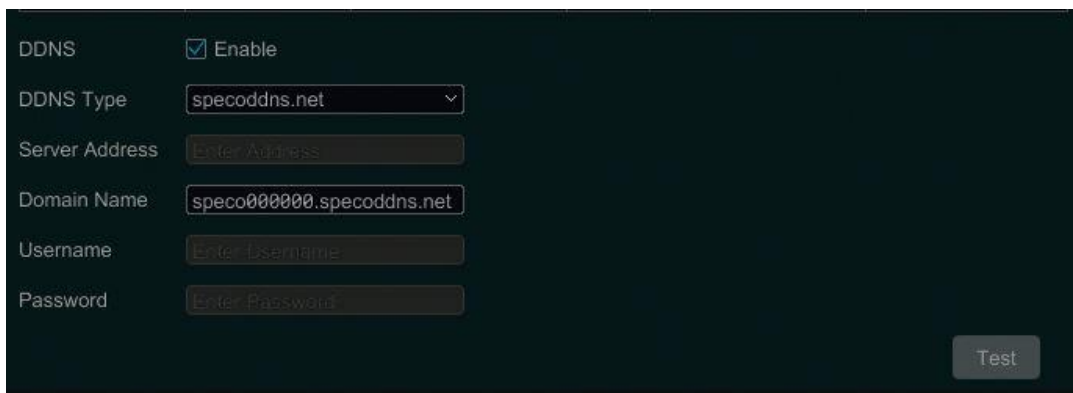 DDNS Enable
DDNS Type specoddns.net
Server Address Enter Address
Domain Name speco000000.specoddns.net
Username Enter Username
Password Enter Password
Test